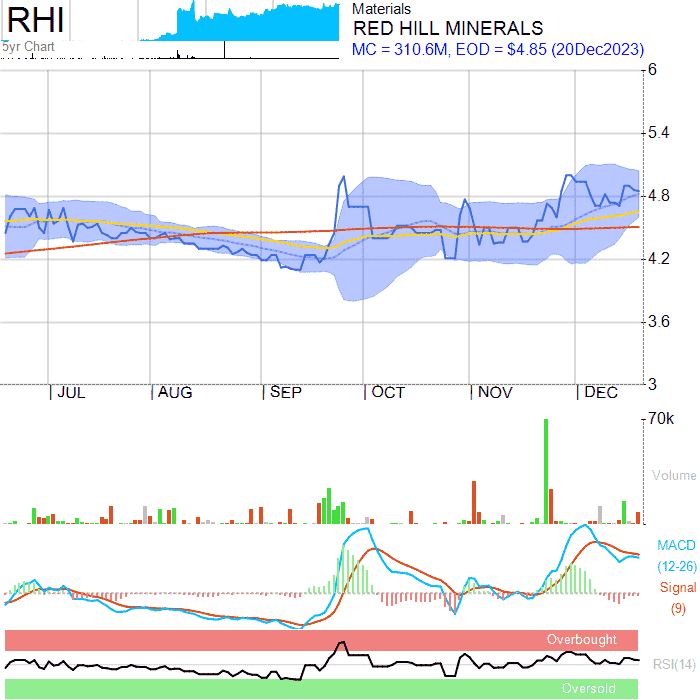 RHI
5yr Chart
Materials
RED HILL MINERALS
MC = 310.6M, EOD = $4.85 (20Dec2023)
6
5.4
4.8
4.2
3.6
3
JUL
AUG
SEP
OCT
NOV
DEC
70k
Volume
MACD
(12-26)
Signal
(9)
Overbought
RSI(14)
Oversold